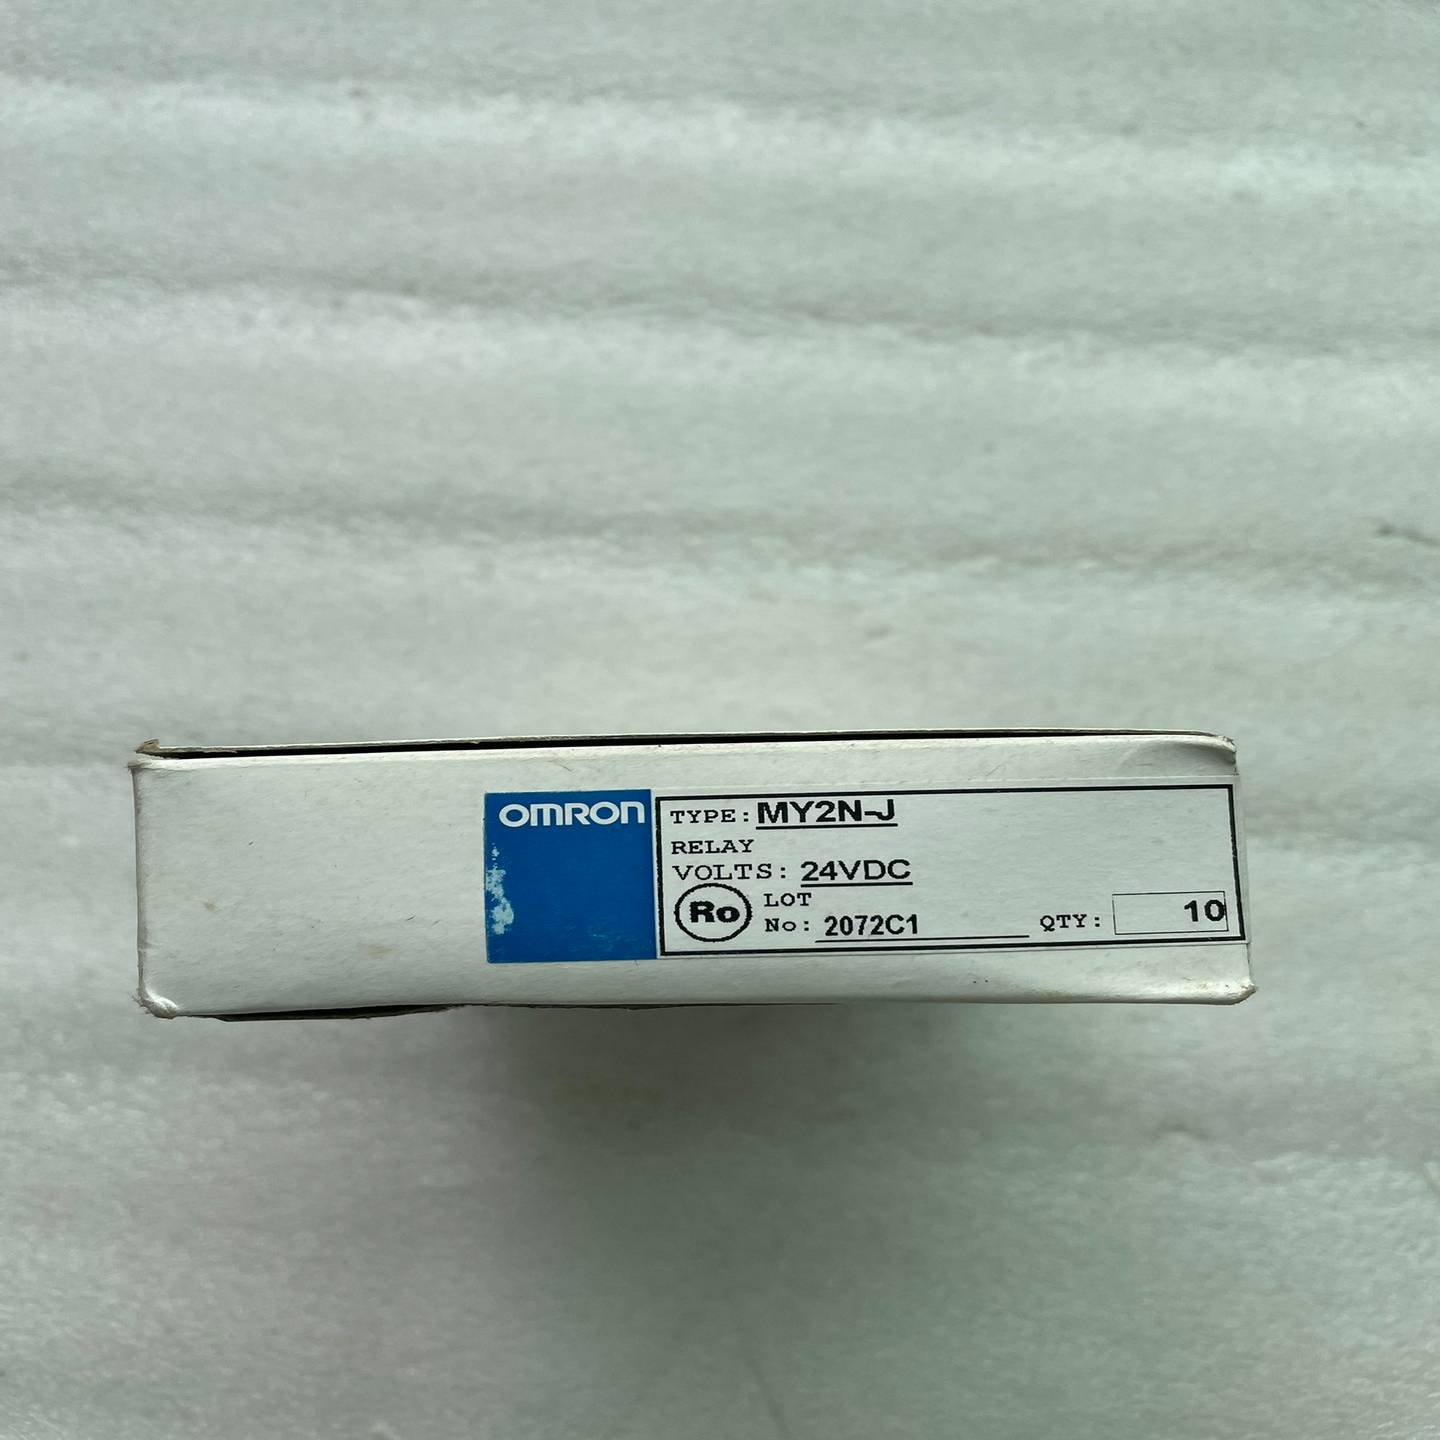 OMRON
TYPE: MY2N-J
RELAY
VOLTS: 24VDC
Ro
LOT
No: 2072C1
QTY: 10